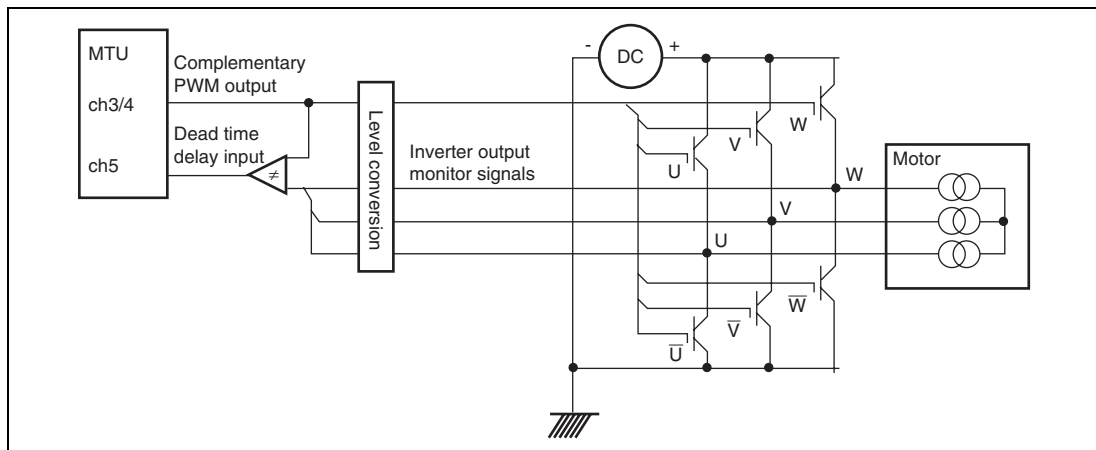 MTU
ch3/4
ch5
Complementary
PWM output
Dead time
delay input
≠
Level conversion
Inverter output
monitor signals
- DC +
U
V
W
W
V
U
U̅
V̅
W̅
Motor